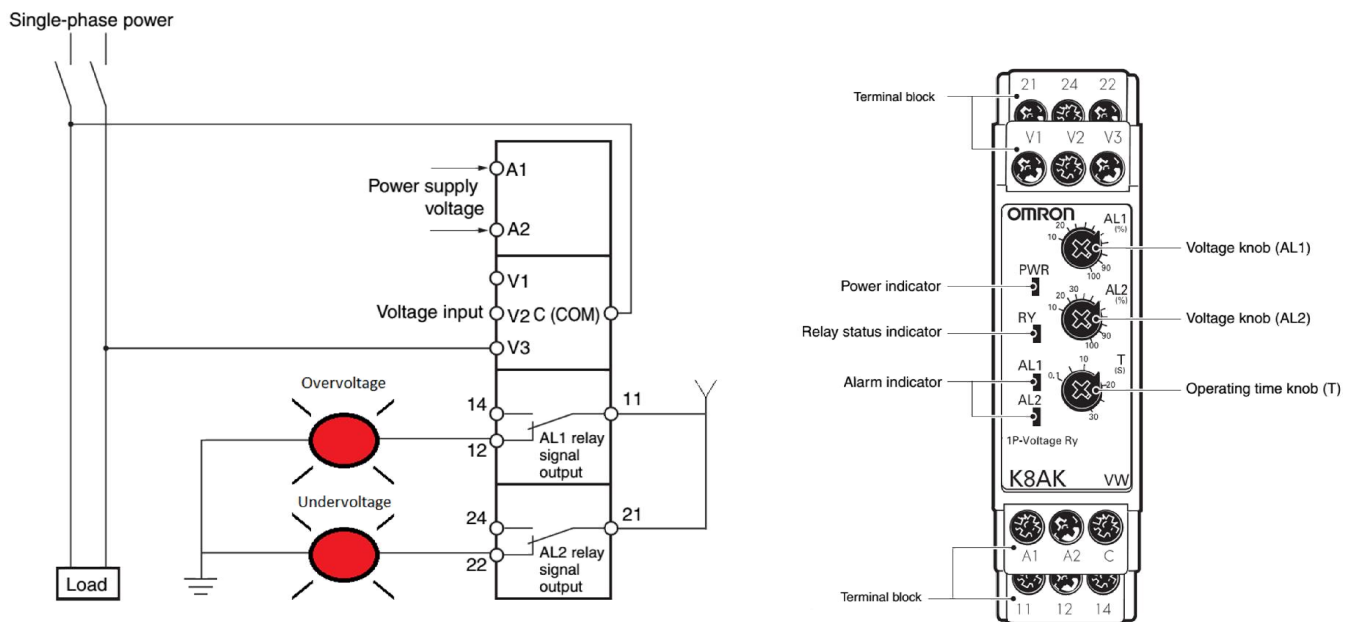 Single-phase power
A1
Power supply
voltage
A2
V1
Voltage input
V2 C (COM)
V3
Overvoltage
14
11
12
AL1 relay
signal
output
Undervoltage
24
21
22
AL2 relay
signal
output
Load
Terminal block
21 24 22
V1 V2 V3
OMRON
AL1
(%)
10
20
90
100
Voltage knob (AL1)
PWR
Power indicator
AL2
(%)
10
20
30
90
100
Voltage knob (AL2)
RY
Relay status indicator
AL1
Alarm indicator
AL2
T
(S)
0.1
10
20
30
Operating time knob (T)
1P-Voltage Ry
K8AK VW
A1 A2 C
Terminal block
11 12 14